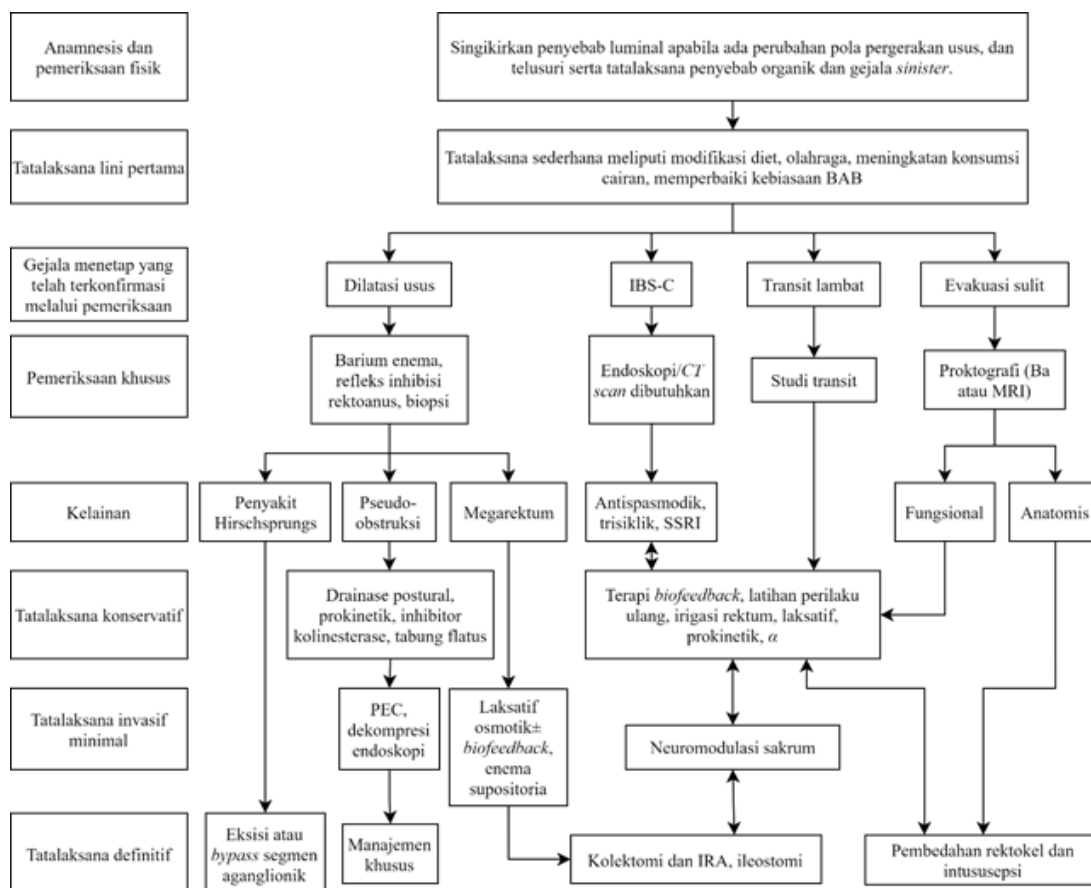 Anamnesis dan
pemeriksaan fisik
Singikirkan penyebab luminal apabila ada perubahan pola pergerakan usus, dan
telusuri serta tatalaksana penyebab organik dan gejala sinister.
Tatalaksana lini pertama
Tatalaksana sederhana meliputi modifikasi diet, olahraga, meningkatan konsumsi
cairan, memperbaiki kebiasaan BAB
Gejala menetap yang
telah terkonfirmasi
melalui pemeriksaan
Dilatasi usus
IBS-C
Transit lambat
Evakuasi sulit
Pemeriksaan khusus
Barium enema,
refleks inhibisi
rektoanus, biopsi
Endoskopi/CT
scan dibutuhkan
Studi transit
Proktografi (Ba
atau MRI)
Kelainan
Penyakit
Hirschsprungs
Pseudo-
obstruksi
Megarektum
Antispasmodik,
trisiklik, SSRI
Fungsional
Anatomis
Tatalaksana konservatif
Drainase postural,
prokinetik, inhibitor
kolinesterase, tabung flatus
Terapi biofeedback, latihan perilaku
ulang, irigasi rektum, laksatif,
prokinetik, α
Tatalaksana invasif
minimal
PEC,
dekompresi
endoskopi
Laksatif
osmotik±
biofeedback,
enema
supositoria
Neuromodulasi sakrum
Tatalaksana definitif
Eksisi atau
bypass segmen
aganglionik
Manajemen
khusus
Kolektomi dan IRA, ileostomi
Pembedahan rektokel dan
intususepsi